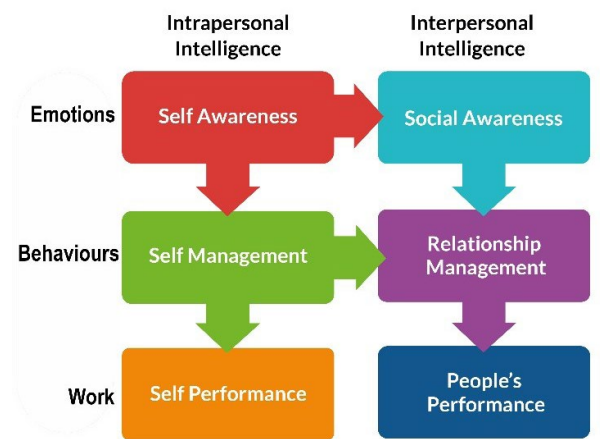 Intrapersonal
Intelligence
Interpersonal
Intelligence
Emotions
Self Awareness
Social Awareness
Behaviours
Self Management
Relationship
Management
Work
Self Performance
People's
Performance